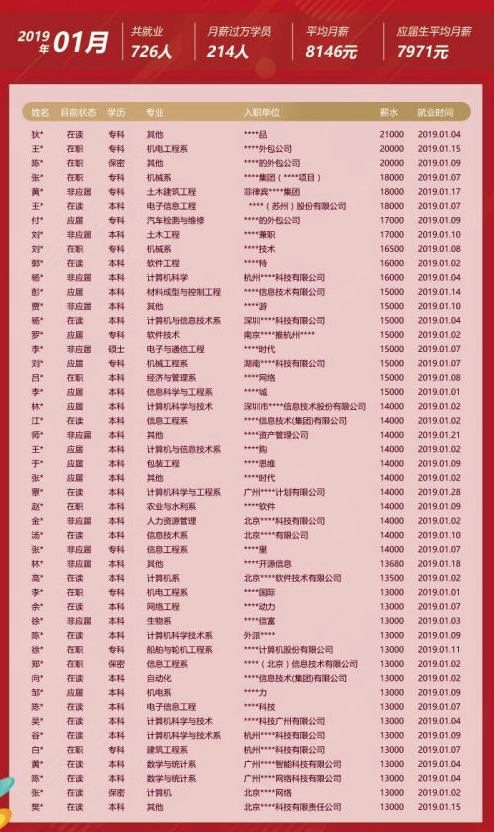 2019年 01月
共就业 月薪过万学员 平均月薪 应届生平均月薪
726人 214人 8146元 7971元
姓名 目前状态 学历 专业 入职单位 薪水 就业时间
狄* 在读 专科 其他 ****品 21000 2019.01.04
王* 在职 专科 机电工程系 ****外包公司 20000 2019.01.15
陈* 在职 保密 其他 ****的外包公司 20000 2019.01.09
张* 在职 专科 机械系 ****集团（****项目） 18000 2019.01.07
黄* 非应届 专科 土木建筑工程 菲律宾****集团 18000 2019.01.17
王* 在读 本科 电子信息工程 ****（苏州）股份有限公司 18000 2019.01.07
付* 应届 专科 汽车检测与维修 ****的外包公司 17000 2019.01.09
刘* 非应届 本科 土木工程 ****兼职 17000 2019.01.10
刘* 在职 专科 机械系 ****技术 16500 2019.01.08
郭* 在读 本科 软件工程 ****特 16000 2019.01.02
杨* 非应届 本科 计算机科学 杭州****科技有限公司 16000 2019.01.04
彭* 应届 本科 材料成型与控制工程 ****信息技术有限公司 15000 2019.01.14
贾* 非应届 本科 其他 ****游 15000 2019.01.10
杨* 在读 本科 计算机与信息技术系 深圳****科技有限公司 15000 2019.01.04
罗* 应届 专科 软件技术 南京****推杭州**** 15000 2019.01.02
李* 非应届 硕士 电子与通信工程 ****时代 15000 2019.01.07
刘* 应届 专科 机械工程系 湖南****科技有限公司 15000 2019.01.07
吕* 在职 本科 经济与管理系 ****网络 15000 2019.01.08
李* 应届 本科 信息科学与工程系 ****城 15000 2019.01.01
林* 应届 本科 计算机科学与技术 深圳市****信息技术股份有限公司 14000 2019.01.02
江* 在读 本科 信息工程系 ****信息技术(集团)有限公司 14000 2019.01.02
师* 非应届 本科 其他 ****资产管理公司 14000 2019.01.21
王* 应届 本科 计算机与信息技术系 ****购 14000 2019.01.02
于* 应届 本科 包装工程 ****思维 14000 2019.01.09
张* 应届 本科 其他 ****时代 14000 2019.01.02
覃* 在读 本科 计算机科学与工程系 广州****计划有限公司 14000 2019.01.28
赵* 在职 本科 农业与水利系 ****软件 14000 2019.01.09
金* 非应届 本科 人力资源管理 北京****科技有限公司 14000 2019.01.02
汤* 在读 本科 信息技术系 北京****有限公司 14000 2019.01.10
张* 非应届 专科 信息工程系 ****里 14000 2019.01.07
林* 非应届 本科 其他 ****开源信息 13680 2019.01.18
高* 在读 本科 计算机系 北京****软件技术有限公司 13500 2019.01.02
李* 在职 专科 机电工程系 ****国际 13000 2019.01.01
余* 在读 本科 网络工程 ****动力 13000 2019.01.07
徐* 非应届 本科 生物系 ****信富 13000 2019.01.03
陈* 在读 本科 计算机科学技术系 外派**** 13000 2019.01.09
徐* 在职 专科 船舶与轮机工程系 ****计算机股份有限公司 13000 2019.01.11
郑* 在职 保密 信息工程系 ****（北京）信息技术有限公司 13000 2019.01.02
向* 在读 本科 自动化 ****信息技术(集团)有限公司 13000 2019.01.02
邹* 应届 本科 机电系 ****力 13000 2019.01.09
陈* 在读 本科 电子信息工程 ****科技 13000 2019.01.07
吴* 在读 本科 计算机科学与技术 ****科技广州有限公司 13000 2019.01.04
谷* 在读 本科 计算机科学与技术系 杭州****科技有限公司 13000 2019.01.09
白* 在职 专科 建筑工程系 杭州****科技有限公司 13000 2019.01.07
黄* 在读 本科 数学与统计系 广州****智能科技有限公司 13000 2019.01.04
陈* 在读 本科 数学与统计系 广州****网络科技有限公司 13000 2019.01.04
张* 在读 保密 计算机 北京****网络 13000 2019.01.02
樊* 在读 本科 其他 北京****科技有限责任公司 13000 2019.01.15